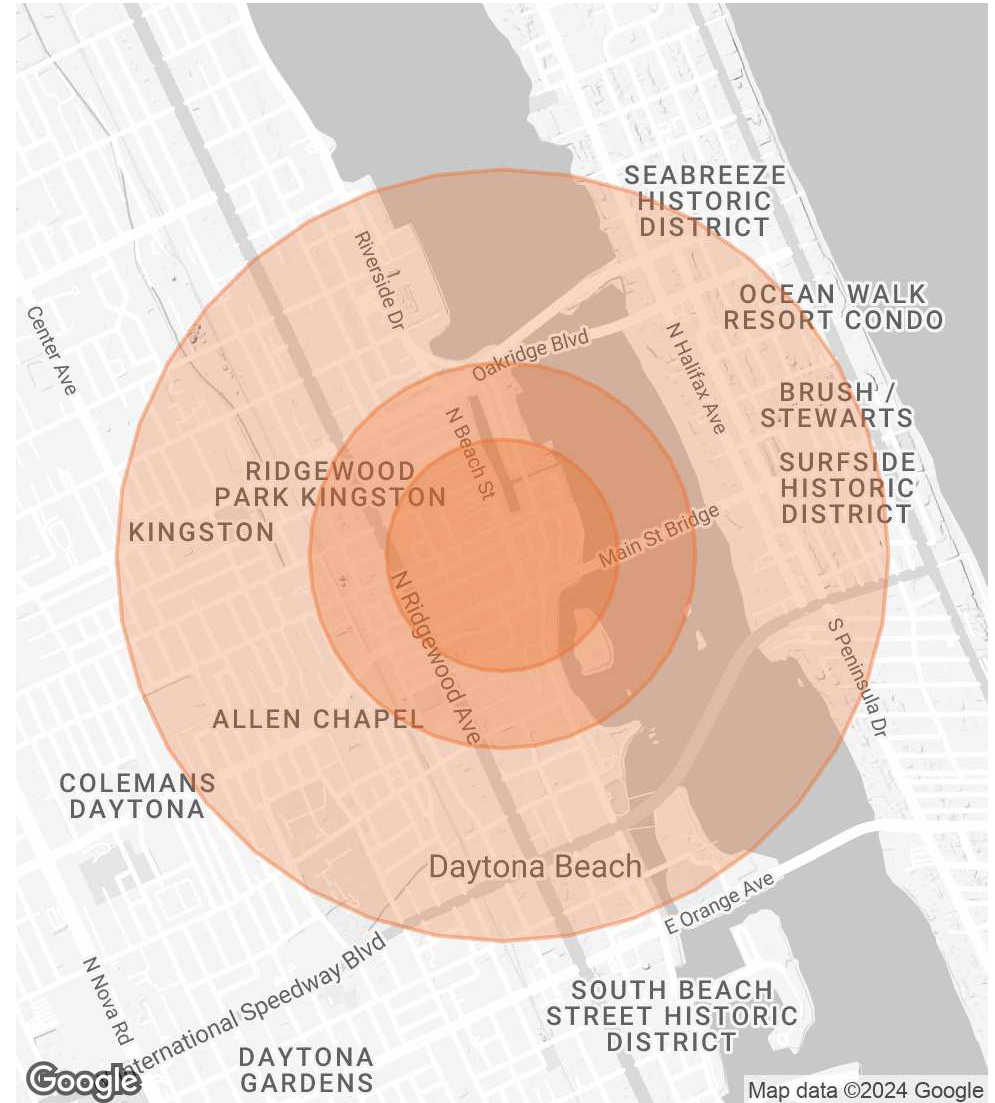 SEABREEZE
HISTORIC
DISTRICT
Riverside Dr
OCEAN WALK
RESORT CONDO
Center Ave
Oakridge Blvd
N Halifax Ave
BRUSH /
STEWARTS
N Beach St
RIDGEWOOD
PARK KINGSTON
SURFSIDE
HISTORIC
DISTRICT
KINGSTON
Main St Bridge
N Ridgewood Ave
S Peninsula Dr
ALLEN CHAPEL
COLEMANS
DAYTONA
Daytona Beach
E Orange Ave
N Nova Rd
International Speedway Blvd
SOUTH BEACH
STREET HISTORIC
DISTRICT
DAYTONA
GARDENS
Google
Map data ©2024 Google